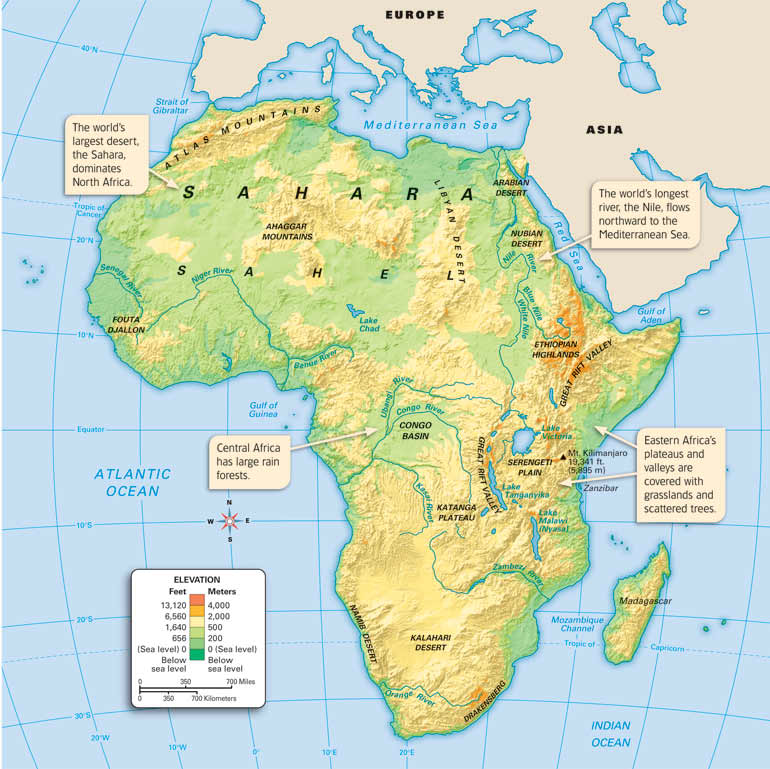 EUROPE
40°N
Strait of
Gibraltar
ATLAS MOUNTAINS
Mediterranean Sea
ASIA
The world's
largest desert,
the Sahara,
dominates
North Africa.
SAHARA
ARABIAN
DESERT
LIBYAN DESERT
The world's longest
river, the Nile, flows
northward to the
Mediterranean Sea.
Tropic of
Cancer
AHAGGAR
MOUNTAINS
NUBIAN
DESERT
Red Sea
20°N
Nile River
SAHEL
Senegal River
Niger River
Blue Nile
White Nile
Lake
Chad
Gulf of
Aden
FOUTA
DJALLON
10°N
ETHIOPIAN
HIGHLANDS
GREAT RIFT VALLEY
Benue River
Ubangi River
Gulf of
Guinea
Congo River
CONGO
BASIN
Equator
Lake
Victoria
Central Africa
has large rain
forests.
GREAT RIFT VALLEY
SERENGETI
PLAIN
Mt. Kilimanjaro
19,341 ft.
(5,895 m)
Eastern Africa's
plateaus and
valleys are
covered with
grasslands and
scattered trees.
ATLANTIC
OCEAN
Zanzibar
Lake
Tanganyika
Kasai River
KATANGA
PLATEAU
Lake
Malawi
(Nyasa)
N
W E
S
10°S
Zambezi River
ELEVATION
Feet Meters
13,120 4,000
6,560 2,000
1,640 500
656 200
(Sea level) 0 0 (Sea level)
Below Below
sea level sea level
0 350 700 Miles
0 350 700 Kilometers
Madagascar
NAMIB DESERT
20°S
Mozambique
Channel
KALAHARI
DESERT
Tropic of Capricorn
Orange River
DRAKENSBERG
30°S
INDIAN
OCEAN
20°W
10°W
0°
10°E
20°E